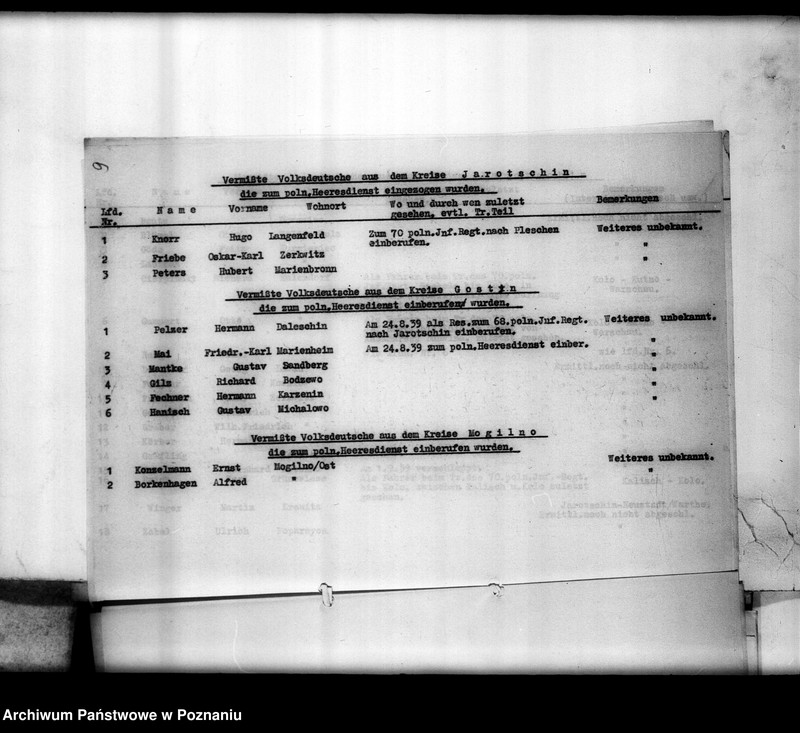 9
Vermißte Volksdeutsche aus dem Kreise J a r o t s c h i n
die zum poln.Heeresdienst eingezogen wurden.
Lfd. Nr. N a m e Vorname Wohnort Wo und durch wen zuletzt gesehen, evtl. Tr.Teil Bemerkungen
1 Knorr Hugo Langenfeld Zum 70 poln.Jnf.Regt.nach Pleschen Weiteres unbekannt.
einberufen.
2 Friebe Oskar-Karl Zerkwitz "
3 Peters Hubert Marienbronn "
Vermißte Volksdeutsche aus dem Kreise G o s t i n
die zum poln.Heeresdienst einberufen wurden.
1 Pelzer Hermann Daleschin Am 24.8.39 als Res.zum 68.poln.Jnf.Regt. Weiteres unbekannt.
nach Jarotschin einberufen.
2 Mai Friedr.-Karl Marienheim Am 24.8.39 zum poln.Heeresdienst einber. "
3 Mantke Gustav Sandberg "
4 Gils Richard Bodzewo "
5 Fechner Hermann Karzenin "
6 Hanisch Gustav Michalowo
Vermißte Volksdeutsche aus dem Kreise M o g i l n o
die zum poln.Heeresdienst einberufen wurden.
1 Konzelmann Ernst Mogilno/Ost Weiteres unbekannt.
2 Borkenhagen Alfred " "
Archiwum Państwowe w Poznaniu